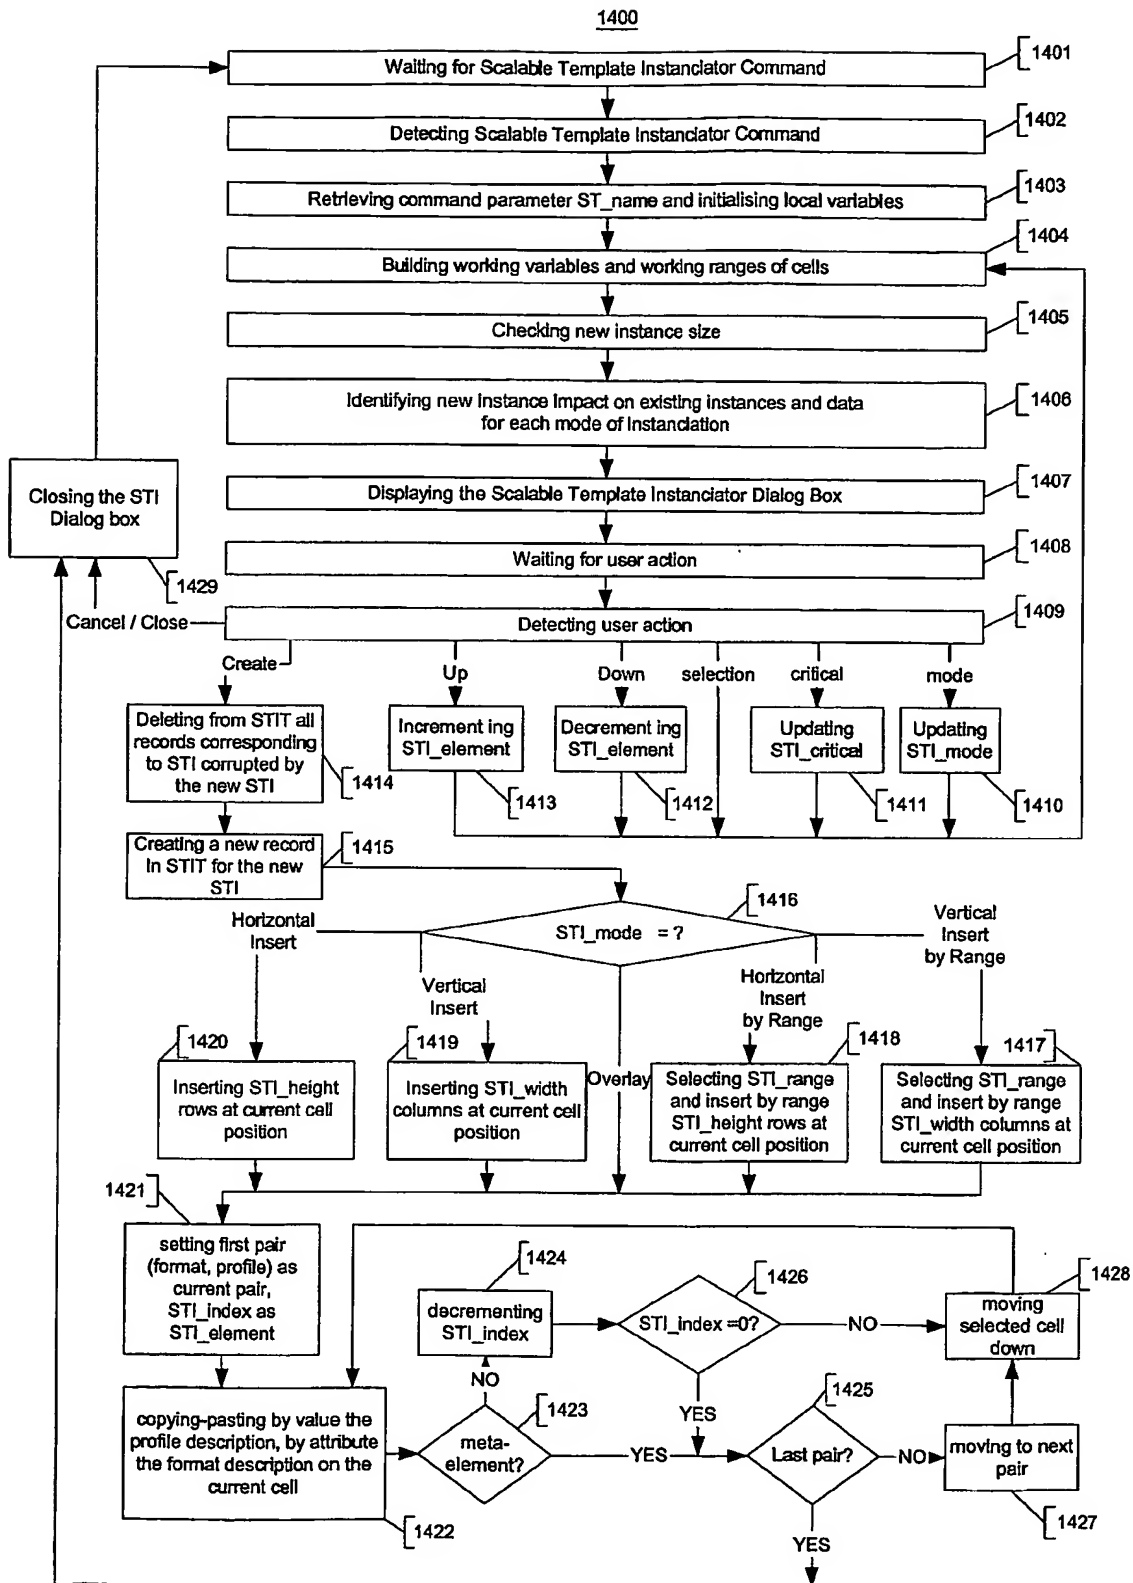 1400
Waiting for Scalable Template Instanciator Command
1401
Detecting Scalable Template Instanciator Command
1402
Retrieving command parameter ST_name and initialising local variables
1403
1404
Building working variables and working ranges of cells
Checking new instance size
1405
Identifying new Instance Impact on existing instances and data
for each mode of Instanciation
1406
Closing the STI
Dialog box
Displaying the Scalable Template Instanciator Dialog Box
1407
Waiting for user action
1408
1429
Cancel / Close
Detecting user action
1409
Create
Up
Down
selection
critical
mode
Deleting from STIT all
records corresponding
to STI corrupted by
the new STI
1414
Increment ing
STI_element
1413
Decrement ing
STI_element
1412
Updating
STI_critical
1411
Updating
STI_mode
1410
Creating a new record
In STIT for the new
STI
1415
1416
STI_mode = ?
Horizontal
Insert
Vertical
Insert
Horizontal
Insert
by Range
Vertical
Insert
by Range
1420
1419
1418
1417
Inserting STI_height
rows at current cell
position
Inserting STI_width
columns at current cell
position
Overlay
Selecting STI_range
and insert by range
STI_height rows at
current cell position
Selecting STI_range
and insert by range
STI_width columns at
current cell position
1421
setting first pair
(format, profile) as
current pair,
STI_index as
STI_element
1424
decrementing
STI_index
1426
STI_index =0?
NO
1428
moving
selected cell
down
NO
YES
1423
1425
copying-pasting by value the
profile description, by attribute
the format description on the
current cell
meta-
element?
YES
Last pair?
NO
moving to next
pair
1422
1427
YES